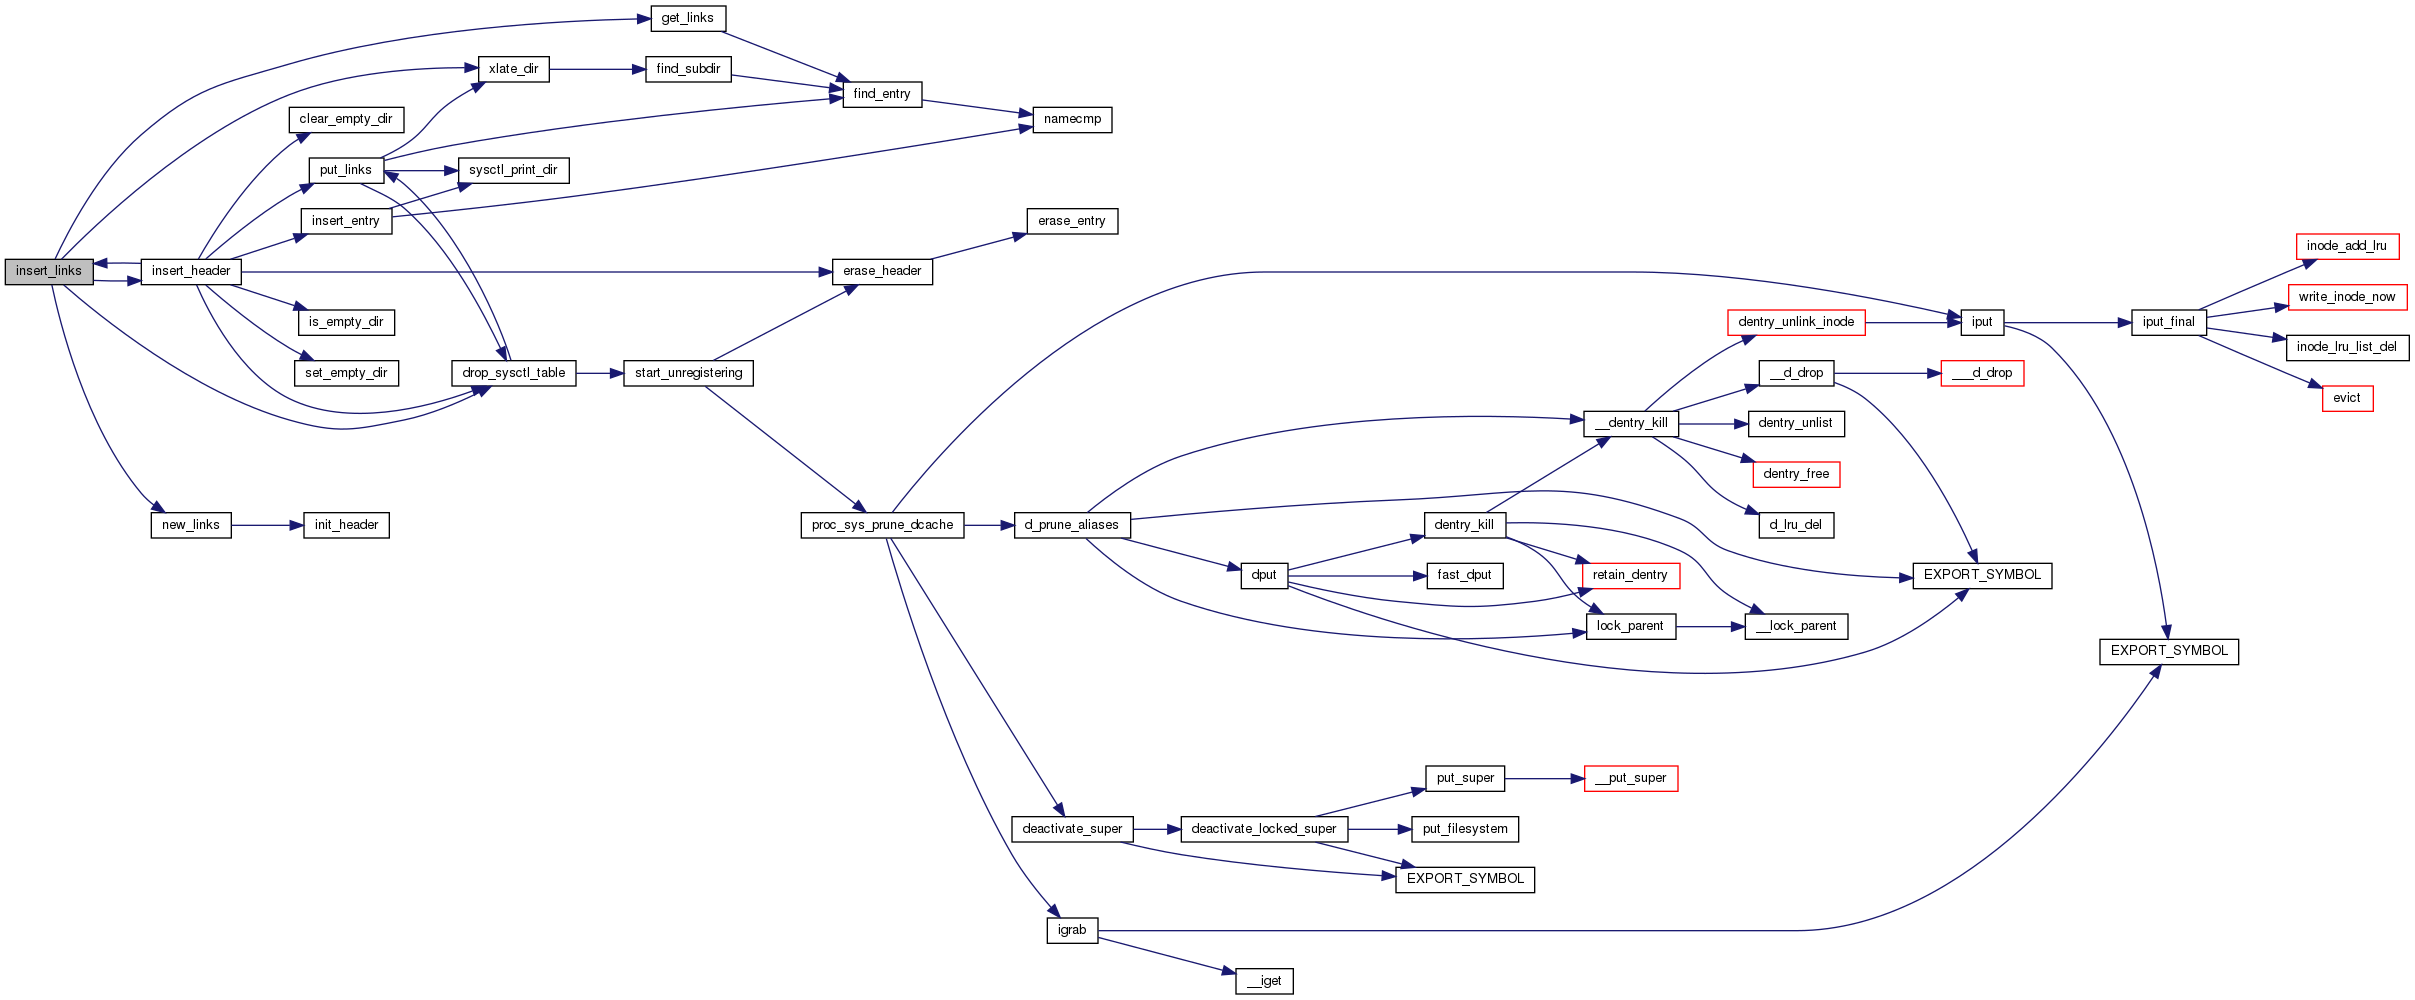 get_links
xlate_dir
find_subdir
find_entry
clear_empty_dir
namecmp
put_links
sysctl_print_dir
insert_entry
erase_entry
inode_add_lru
insert_links
insert_header
erase_header
write_inode_now
is_empty_dir
dentry_unlink_inode
iput
iput_final
inode_lru_list_del
set_empty_dir
drop_sysctl_table
start_unregistering
__d_drop
___d_drop
evict
__dentry_kill
dentry_unlist
dentry_free
new_links
init_header
proc_sys_prune_dcache
d_prune_aliases
dentry_kill
d_lru_del
dput
fast_dput
retain_dentry
EXPORT_SYMBOL
lock_parent
__lock_parent
EXPORT_SYMBOL
put_super
__put_super
deactivate_super
deactivate_locked_super
put_filesystem
EXPORT_SYMBOL
igrab
__iget